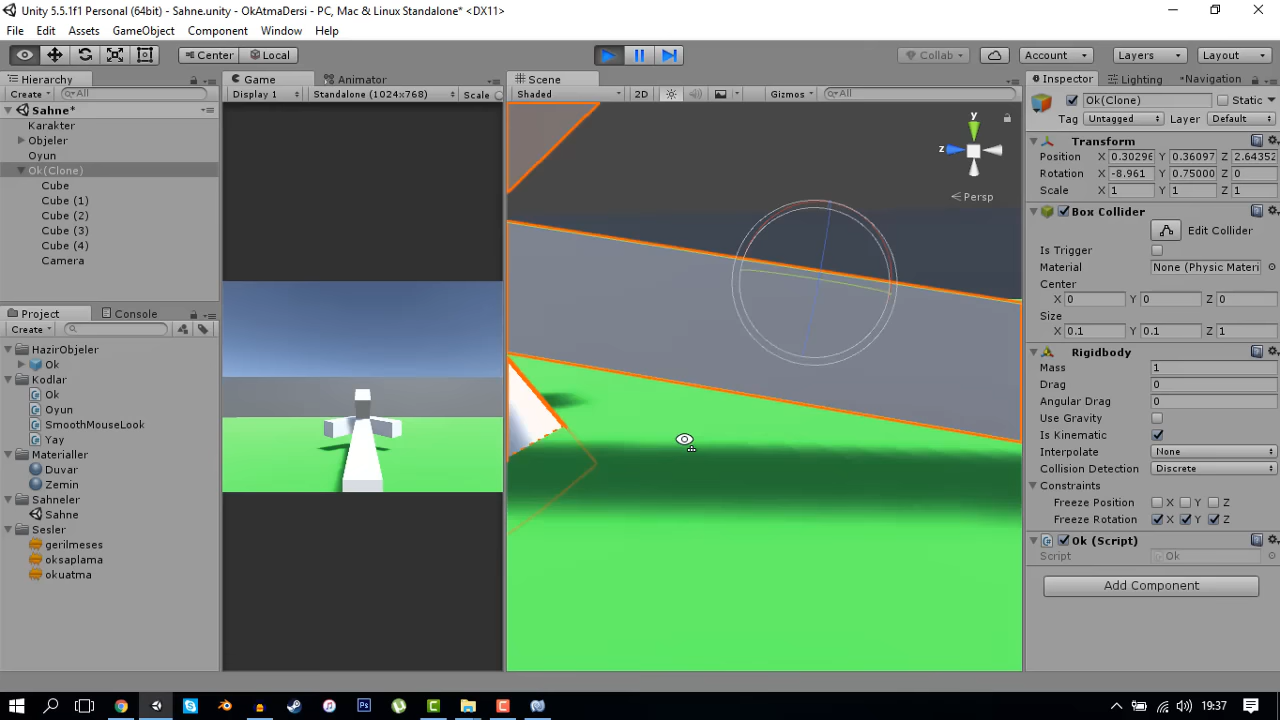 Unity 5.5.1f1 Personal (64bit) - Sahne.unity - OkAtmaDersi - PC, Mac & Linux Standalone* <DX11>
File Edit Assets GameObject Component Window Help
Center Local Collab Account Layers Layout
Hierarchy
Create All
Sahne*
Karakter
Objeler
Oyun
Ok(Clone)
Cube
Cube (1)
Cube (2)
Cube (3)
Cube (4)
Camera
Project Console
Create
HazirObjeler
Ok
Kodlar
Ok
Oyun
SmoothMouseLook
Yay
Materialler
Duvar
Zemin
Sahneler
Sahne
Sesler
gerilmeses
oksaplama
okuatma
Game Animator
Display 1 Standalone (1024x768) Scale
Scene
Shaded 2D Gizmos All
y
z
Persp
Inspector Lighting Navigation
Ok(Clone) Static
Tag Untagged Layer Default
Transform
Position X 0.30296 Y 0.36097 Z 2.64352
Rotation X -8.961 Y 0.75000 Z 0
Scale X 1 Y 1 Z 1
Box Collider
Edit Collider
Is Trigger
Material None (Physic Materi
Center
X 0 Y 0 Z 0
Size
X 0.1 Y 0.1 Z 1
Rigidbody
Mass 1
Drag 0
Angular Drag 0
Use Gravity
Is Kinematic
Interpolate None
Collision Detection Discrete
Constraints
Freeze Position X Y Z
Freeze Rotation X Y Z
Ok (Script)
Script Ok
Add Component
19:37